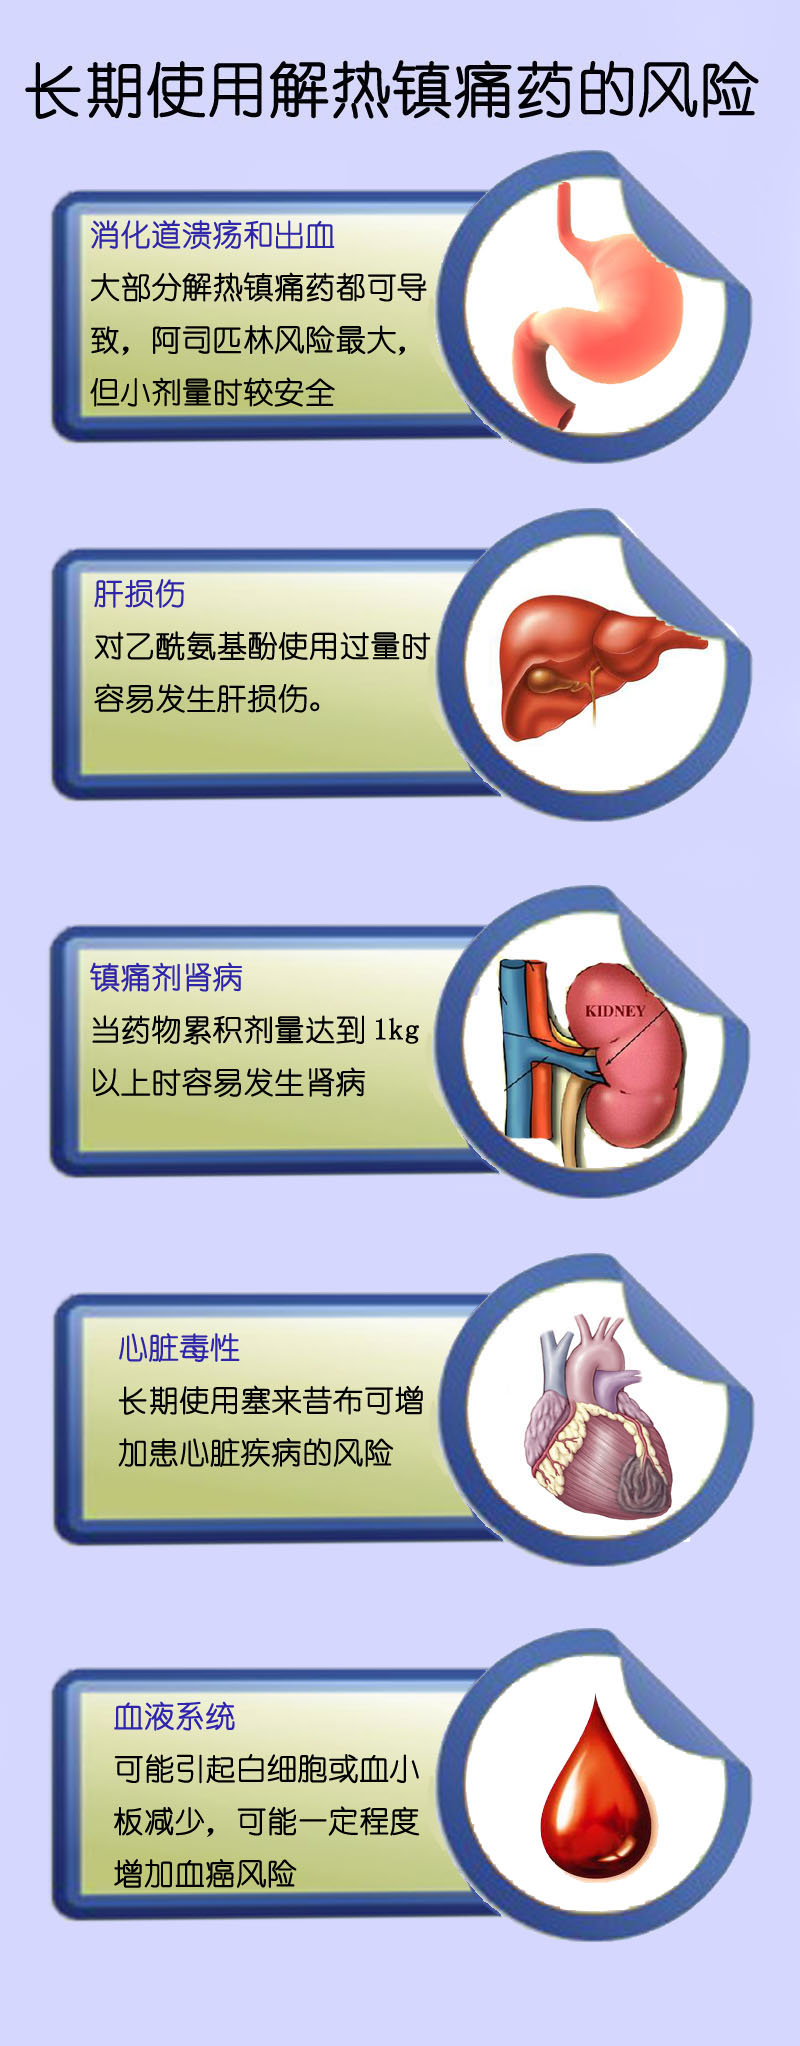 长期使用解热镇痛药的风险
消化道溃疡和出血
大部分解热镇痛药都可导
致，阿司匹林风险最大，
但小剂量时较安全
肝损伤
对乙酰氨基酚使用过量时
容易发生肝损伤。
镇痛剂肾病
当药物累积剂量达到1kg
以上时容易发生肾病
KIDNEY
心脏毒性
长期使用塞来昔布可增
加患心脏疾病的风险
血液系统
可能引起白细胞或血小
板减少，可能一定程度
增加血癌风险